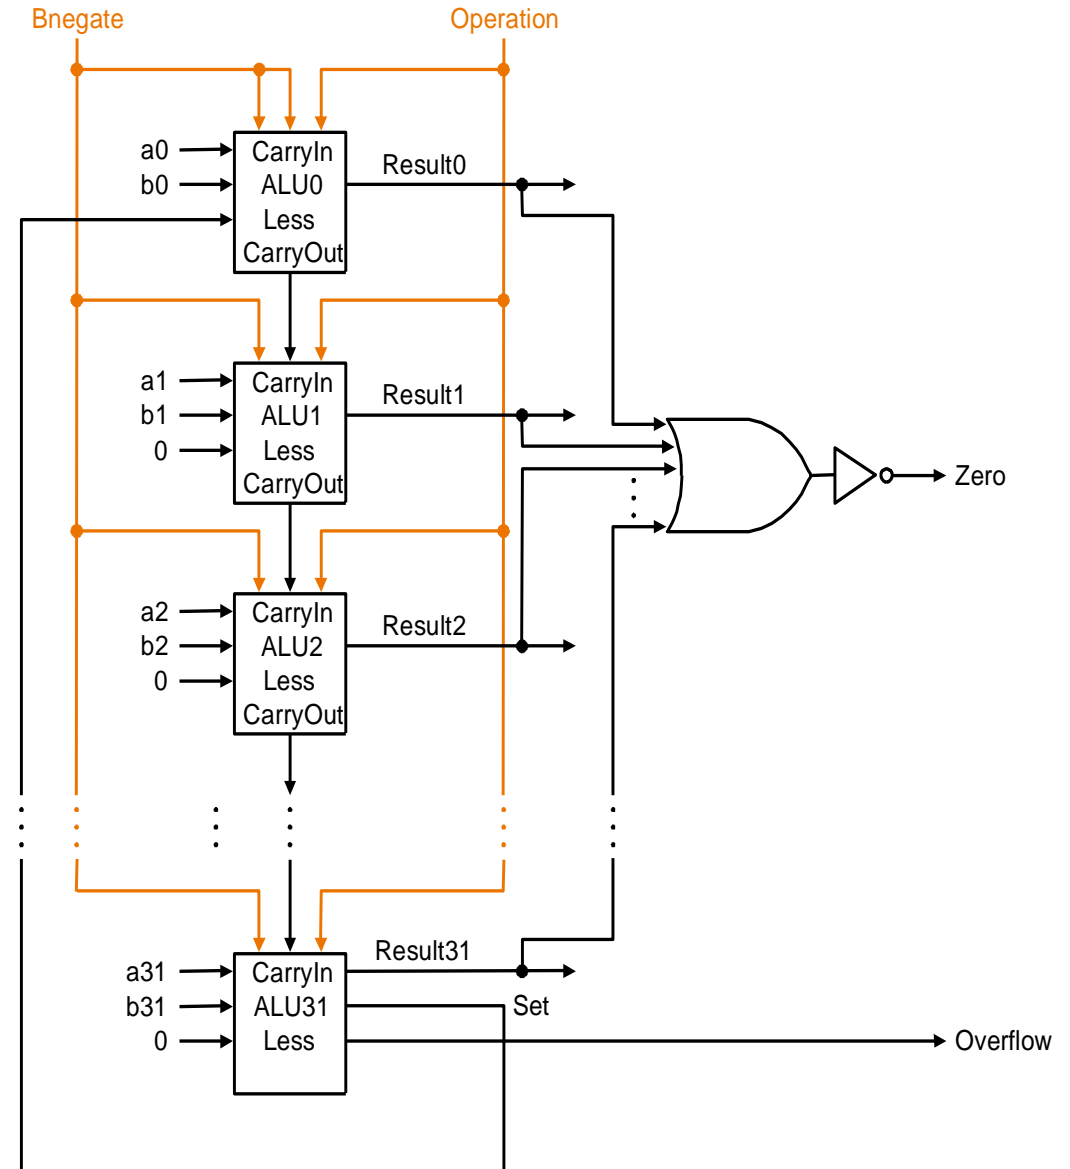 Bnegate Operation
a0 CarryIn Result0
b0 ALU0
Less
CarryOut
a1 CarryIn Result1
b1 ALU1
0 Less
CarryOut
Zero
a2 CarryIn Result2
b2 ALU2
0 Less
CarryOut
Result31
a31 CarryIn
b31 ALU31 Set
0 Less Overflow